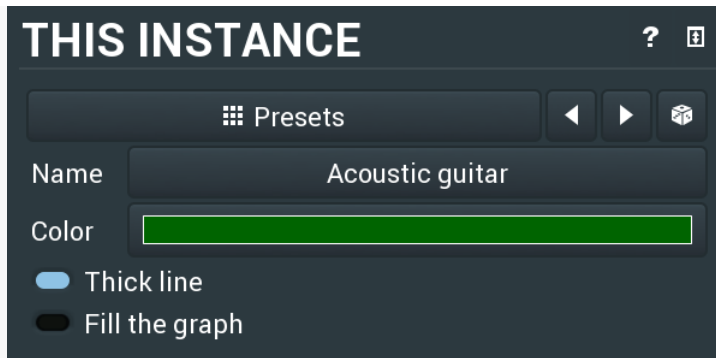 THIS INSTANCE ?
Presets
Name Acoustic guitar
Color
Thick line
Fill the graph